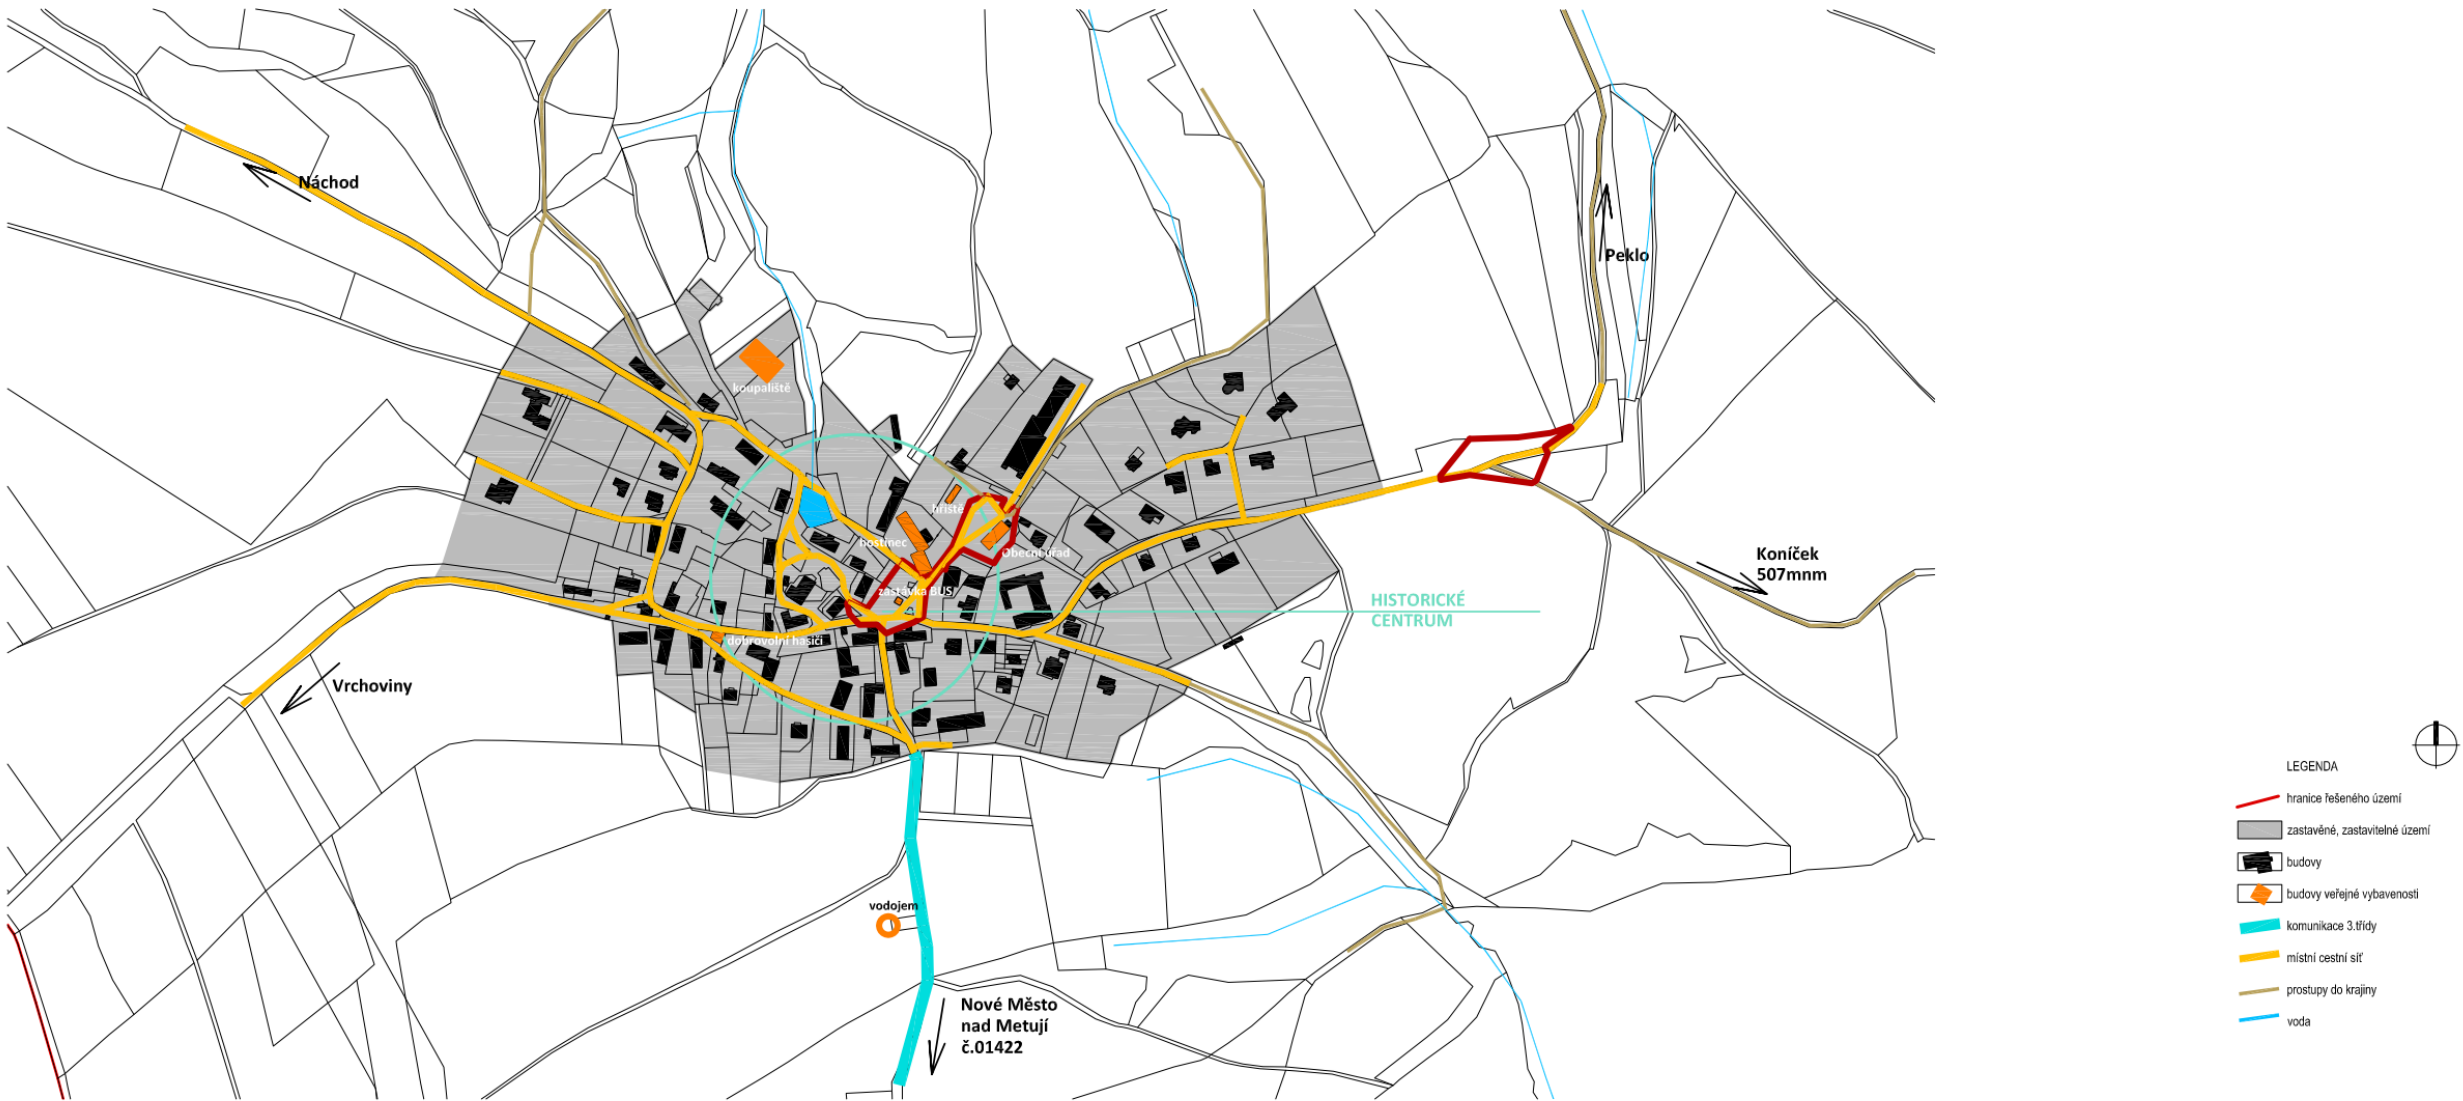 Náchod
Peklo
koupaliště
hřiště
hostinec
Obecní úřad
Koníček
507mnm
zastávka BUS
HISTORICKÉ
CENTRUM
dobrovolní hasiči
Vrchoviny
vodojem
Nové Město
nad Metují
č.01422
LEGENDA
hranice řešeného území
zastavěné, zastavitelné území
budovy
budovy veřejné vybavenosti
komunikace 3.třídy
místní cestní síť
prostupy do krajiny
voda